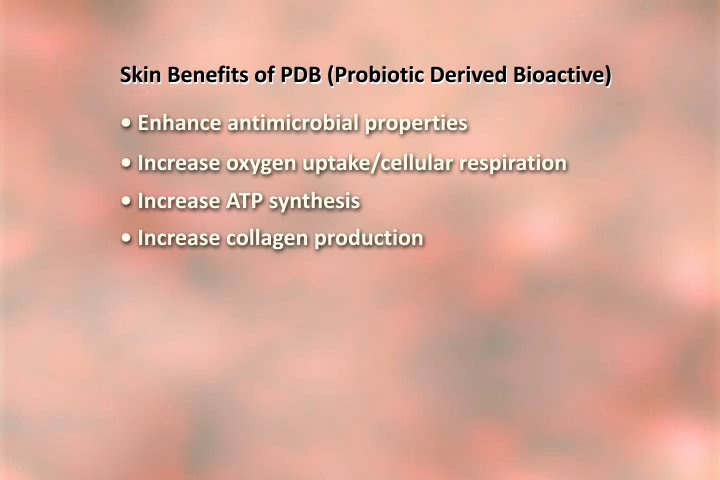 Skin Benefits of PDB (Probiotic Derived Bioactive)
• Enhance antimicrobial properties
• Increase oxygen uptake/cellular respiration
• Increase ATP synthesis
• Increase collagen production